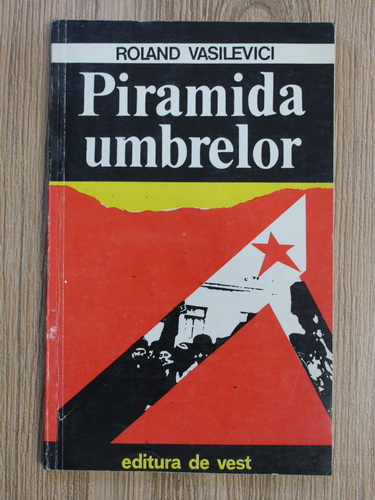 ROLAND VASILEVICI
Piramida
umbrelor
editura de vest